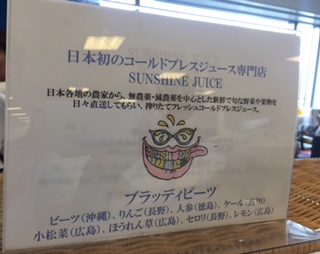 日本初のコールドプレスジュース専門店
SUNSHINE JUICE
日本各地の農家から、無農薬・減農薬を中心とした新鮮で旬な野菜や果物を
日々直送してもらい、搾りたてフレッシュコールドプレスジュース。
ブラッディビーツ
ビーツ(沖縄)、りんご(長野)、人参(徳島)、ケール(高知)
小松菜(広島)、ほうれん草(広島)、セロリ(長野)、レモン(広島)